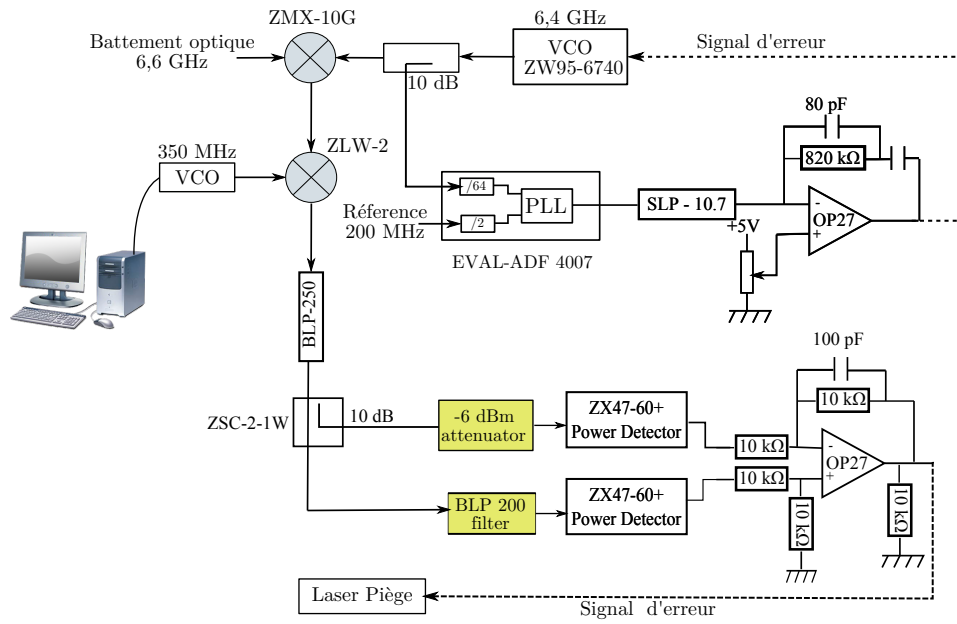 ZMX-10G
6,4 GHz
Battement optique
6,6 GHz
VCO
ZW95-6740
Signal d'erreur
10 dB
80 pF
ZLW-2
350 MHz
VCO
820 kΩ
/64
PLL
/2
Réference
200 MHz
SLP - 10.7
-
+
OP27
+5V
EVAL-ADF 4007
BLP-250
100 pF
10 kΩ
ZSC-2-1W
10 dB
-6 dBm
attenuator
ZX47-60+
Power Detector
10 kΩ
-
+
OP27
10 kΩ
BLP 200
filter
ZX47-60+
Power Detector
10 kΩ
10 kΩ
Laser Piège
Signal d'erreur